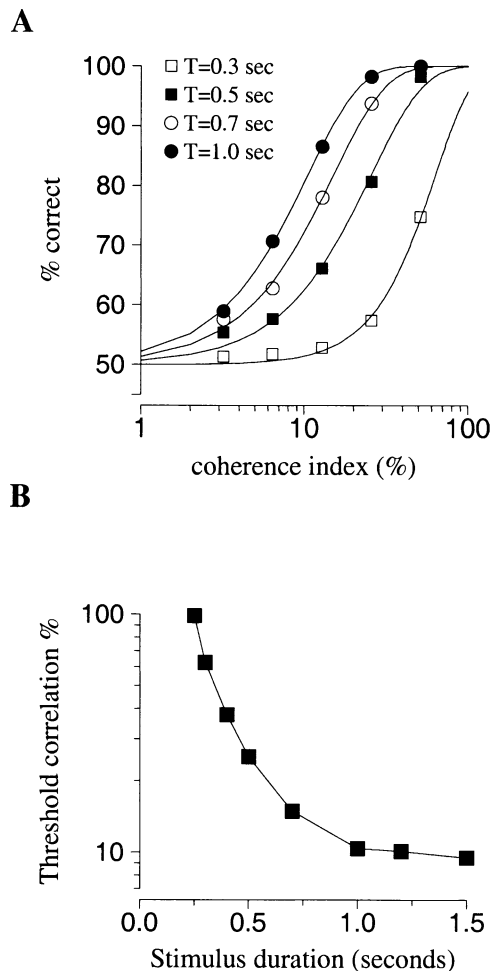 A
T=0.3 sec
T=0.5 sec
T=0.7 sec
T=1.0 sec
100
90
80
70
60
50
% correct
1
10
100
coherence index (%)
B
100
10
Threshold correlation %
0.0
0.5
1.0
1.5
Stimulus duration (seconds)